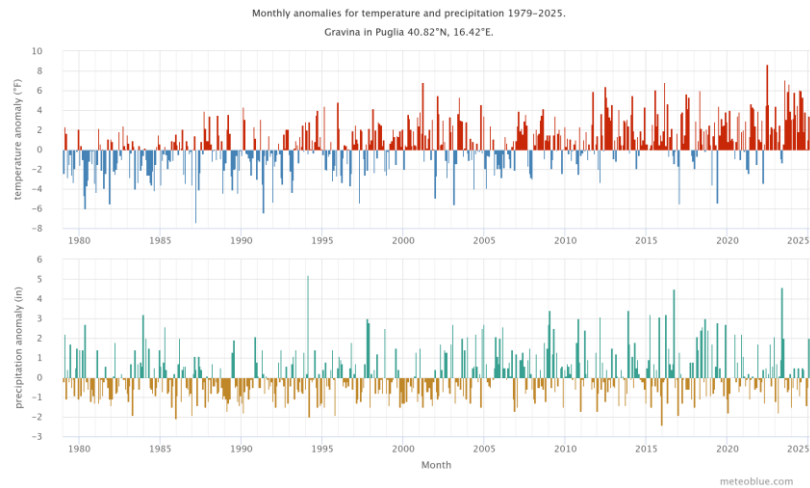 Monthly anomalies for temperature and precipitation 1979-2025.
Gravina in Puglia 40.82°N, 16.42°E.
temperature anomaly (°F)
10
8
6
4
2
0
-2
-4
-6
-8
1980 1985 1990 1995 2000 2005 2010 2015 2020 2025
precipitation anomaly (in)
6
5
4
3
2
1
0
-1
-2
-3
1980 1985 1990 1995 2000 2005 2010 2015 2020 2025
Month
meteoblue.com